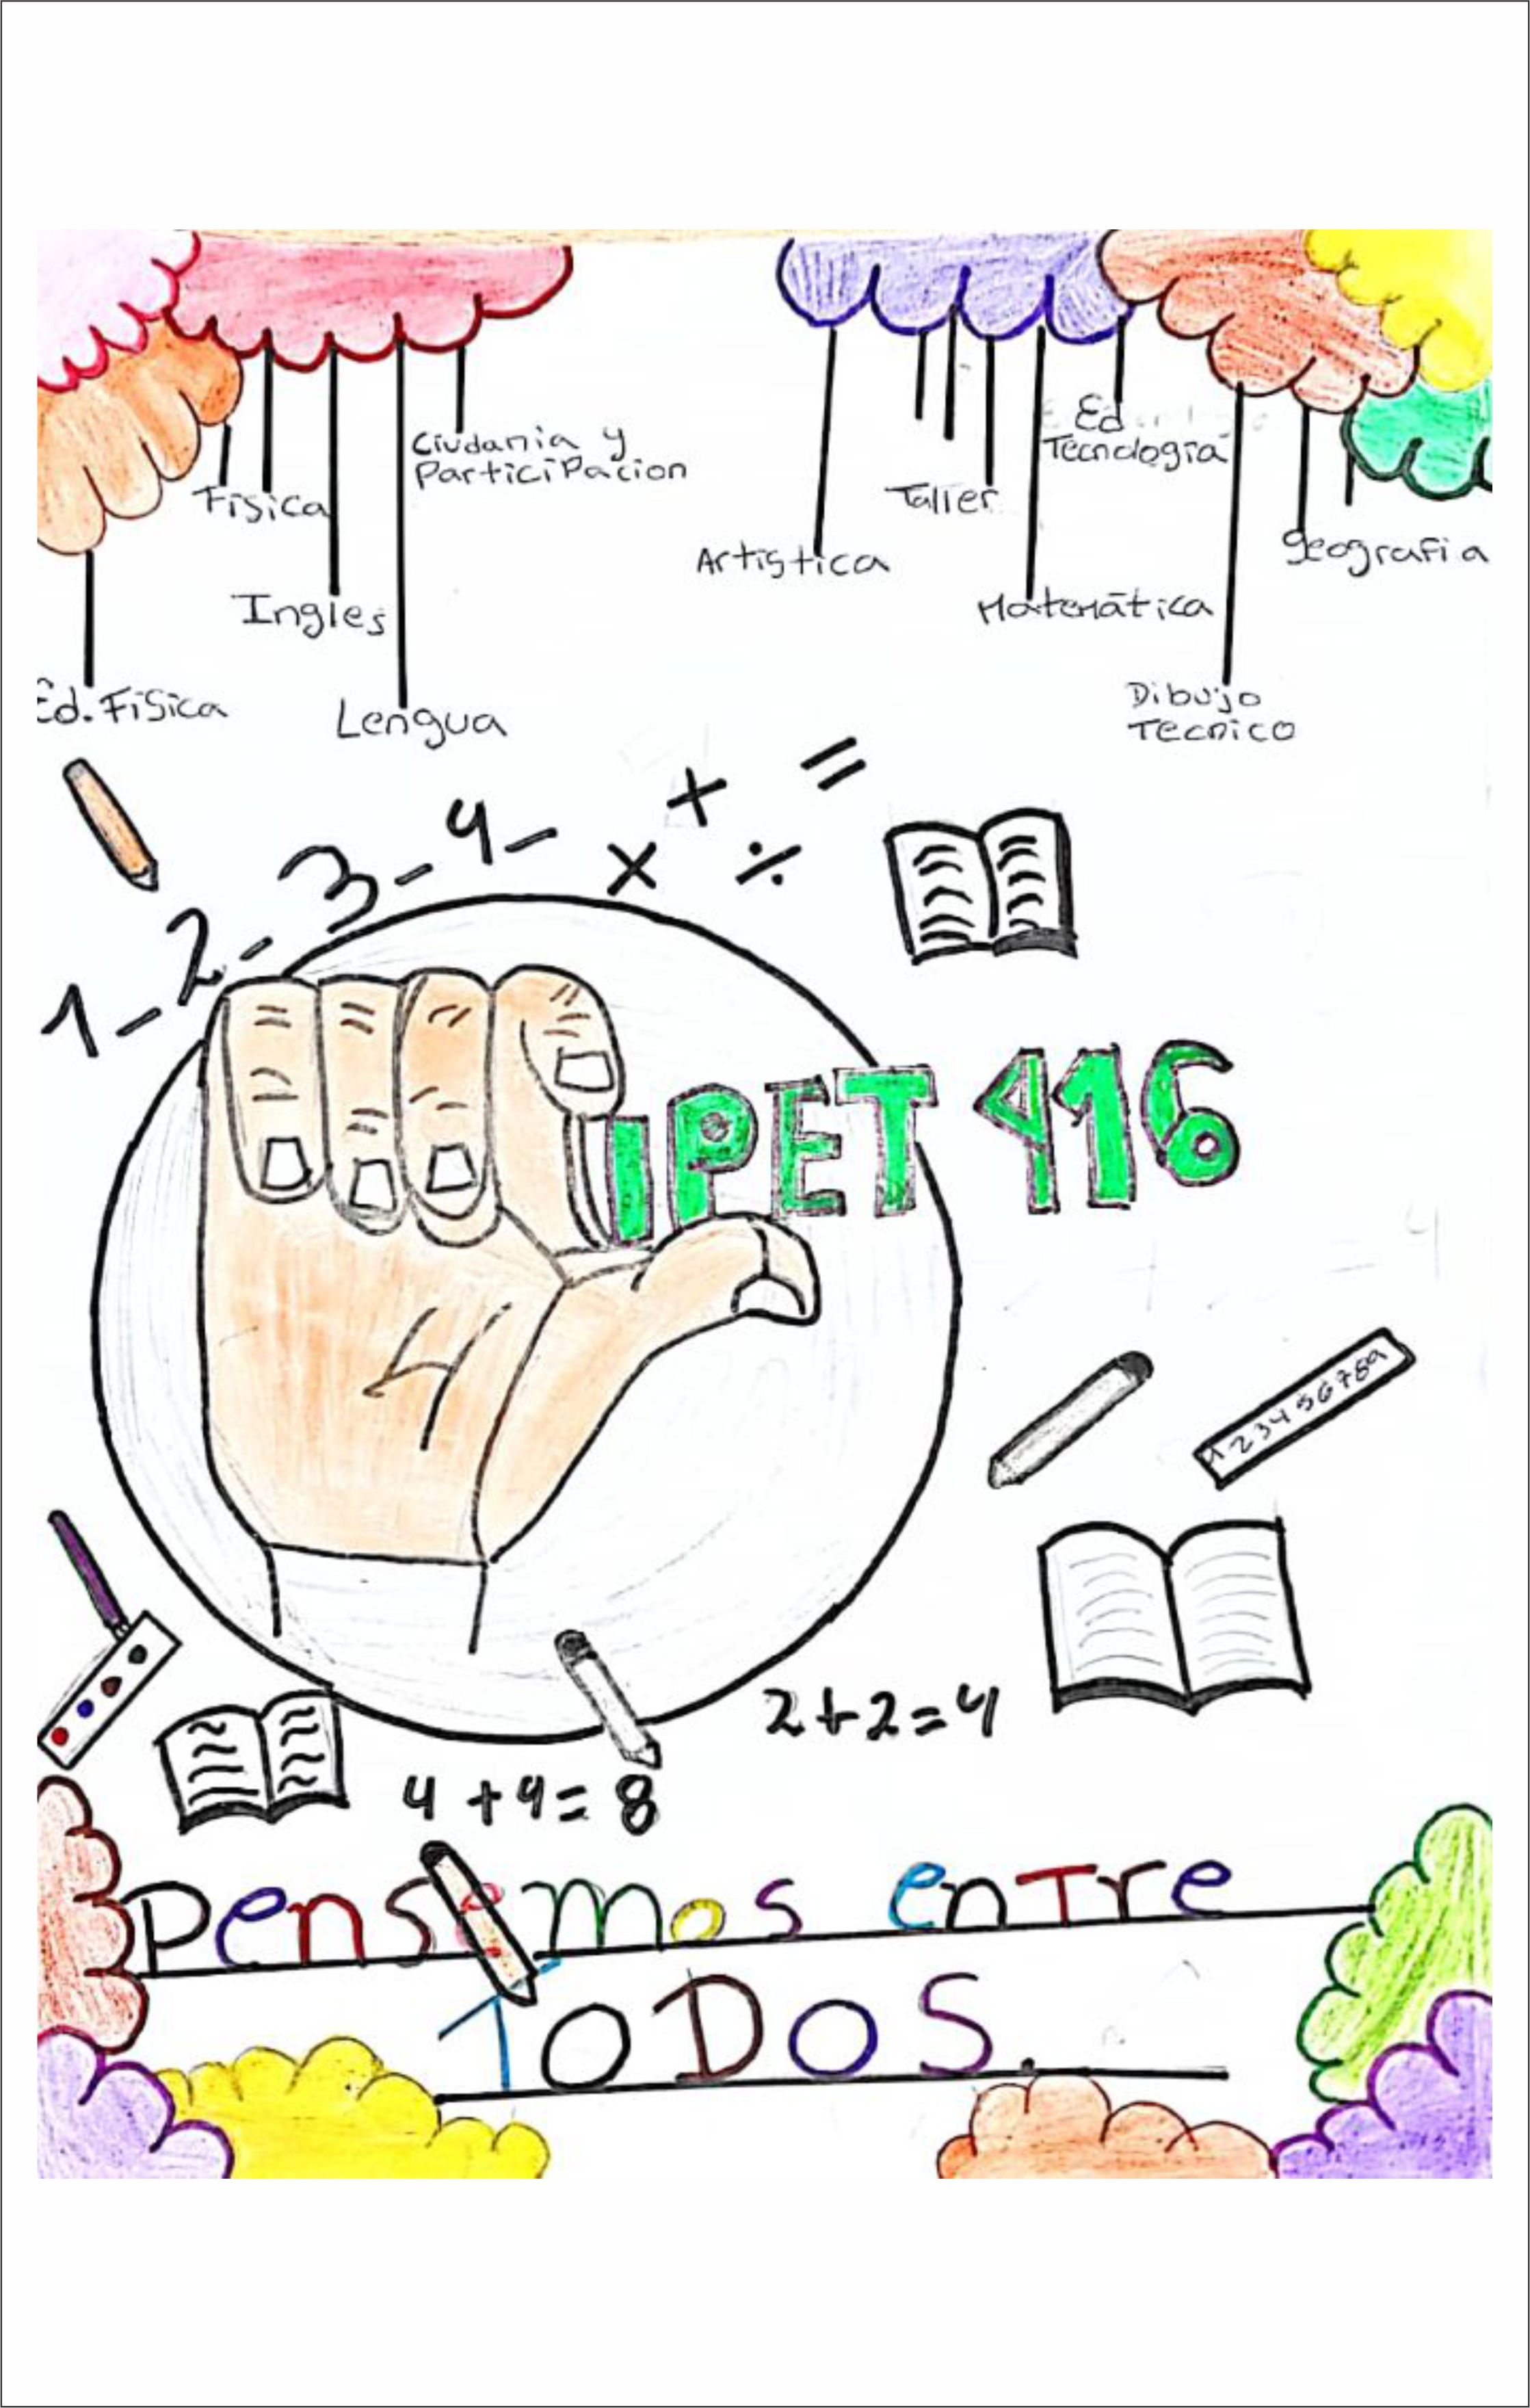 Ciudania y
ParticiPacion
Fisica
Ingles
Ed. Fisica
Lengua
Ed
Tecnologia
Taller
Artistica
geografia
Matemática
Dibujo
Tecnico
1-2-3-4-
x + ÷ =
IPET 416
123456789
2+2=4
4+4=8
Pensemos entre
ToDoS.